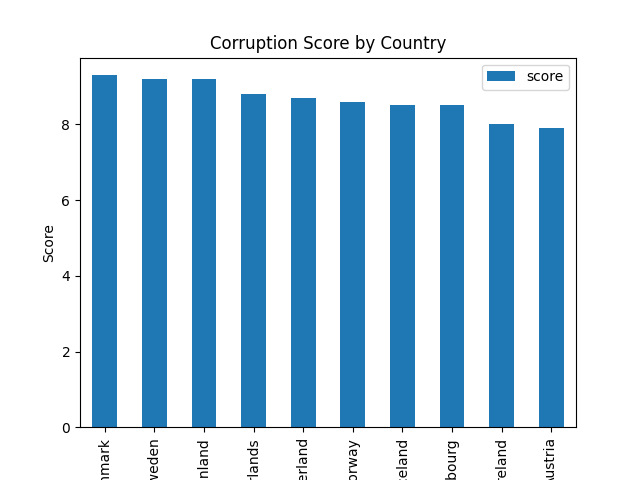 Corruption Score by Country
score
8
6
4
2
0
Score
nmark
weden
nland
rlands
erland
orway
eland
bourg
reland
ustria